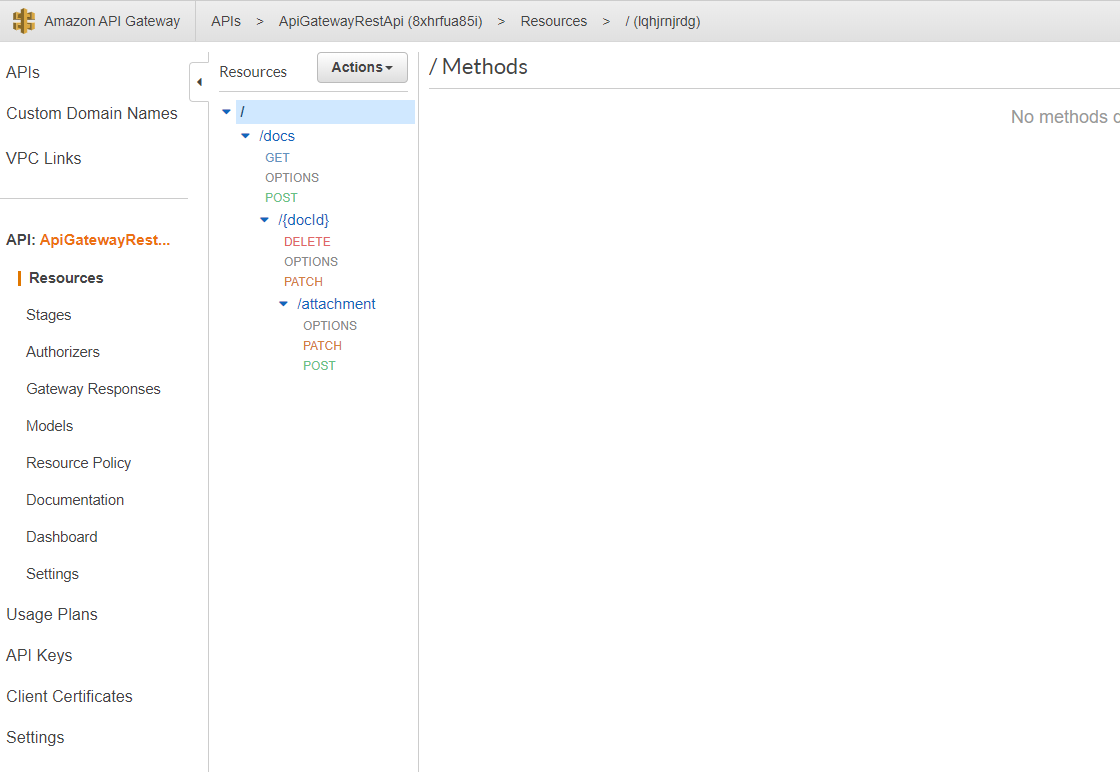 Amazon API Gateway APIs > ApiGatewayRestApi (8xhrfua85i) > Resources > / (lqhjrnjrdg)
APIs
Custom Domain Names
VPC Links
API: ApiGatewayRest...
Resources
Stages
Authorizers
Gateway Responses
Models
Resource Policy
Documentation
Dashboard
Settings
Usage Plans
API Keys
Client Certificates
Settings
Resources Actions
/
/docs
GET
OPTIONS
POST
/{docId}
DELETE
OPTIONS
PATCH
/attachment
OPTIONS
PATCH
POST
/ Methods
No methods